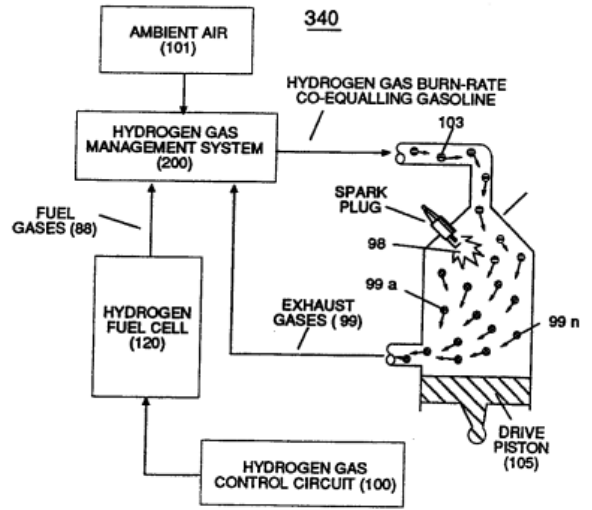 340
AMBIENT AIR
(101)
HYDROGEN GAS BURN-RATE
CO-EQUALLING GASOLINE
103
HYDROGEN GAS
MANAGEMENT SYSTEM
(200)
SPARK
PLUG
98
FUEL
GASES (88)
99 a
HYDROGEN
FUEL CELL
(120)
EXHAUST
GASES ( 99)
99 n
DRIVE
PISTON
(105)
HYDROGEN GAS
CONTROL CIRCUIT (100)